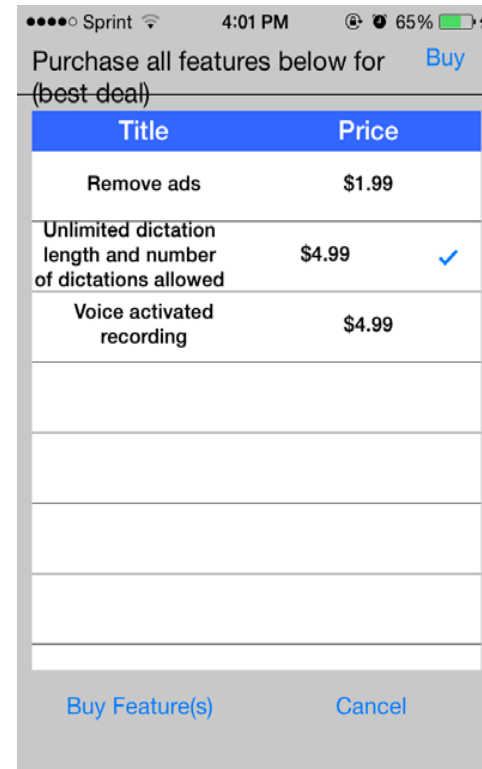 Sprint 4:01 PM 65%
Purchase all features below for Buy
(best deal)
Title Price
Remove ads $1.99
Unlimited dictation
length and number $4.99
of dictations allowed
Voice activated
recording $4.99
Buy Feature(s) Cancel